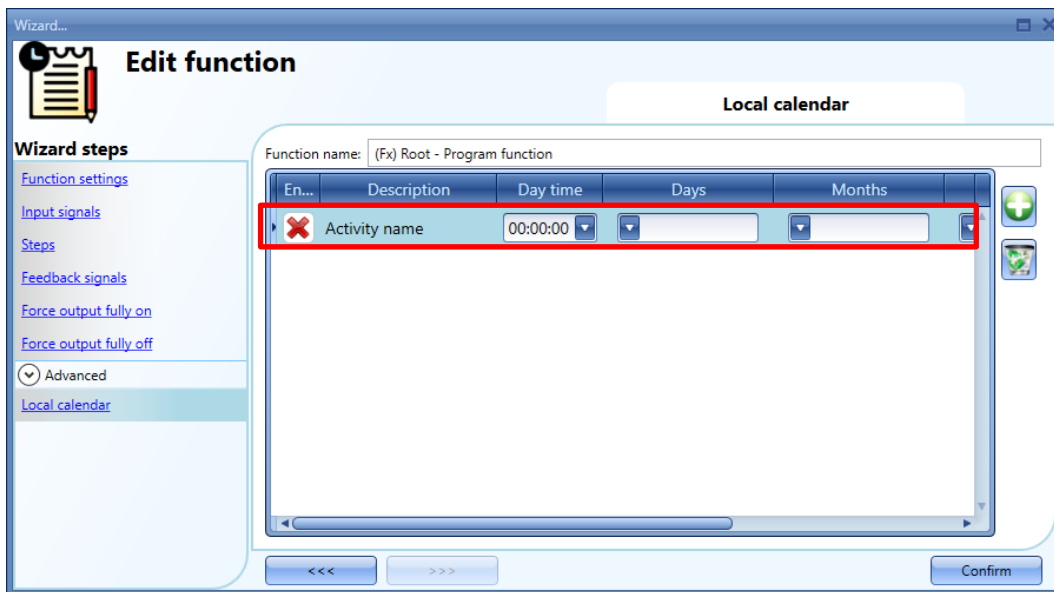 Wizard...
Edit function
Local calendar
Wizard steps
Function settings
Input signals
Steps
Feedback signals
Force output fully on
Force output fully off
Advanced
Local calendar
Function name: (Fx) Root - Program function
En... Description Day time Days Months
Activity name 00:00:00
<<< >>> Confirm